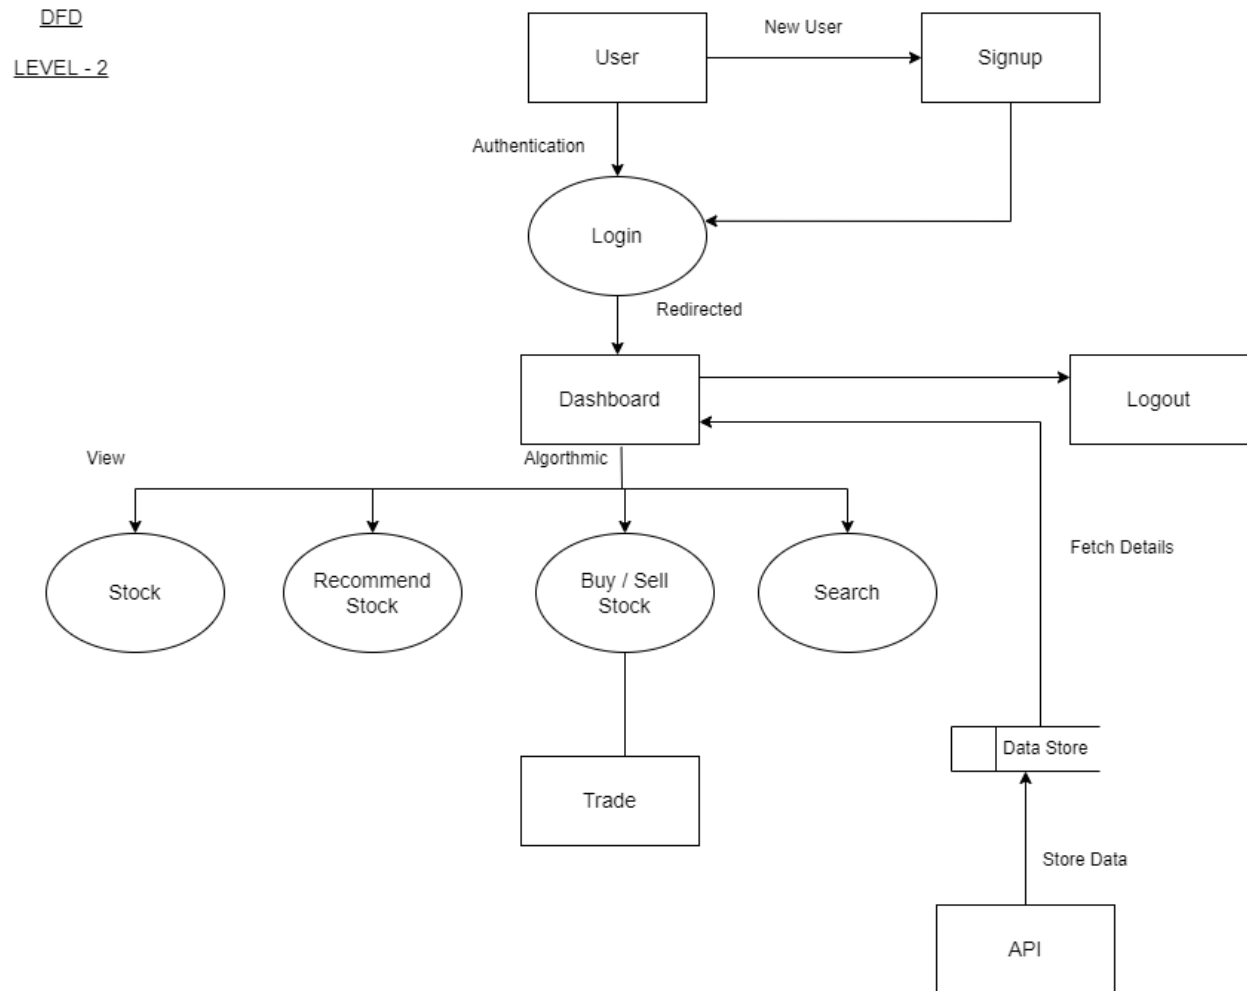 DFD
LEVEL - 2
User
New User
Signup
Authentication
Login
Redirected
Dashboard
Logout
View
Algorthmic
Stock
Recommend
Stock
Buy / Sell
Stock
Search
Fetch Details
Data Store
Trade
Store Data
API